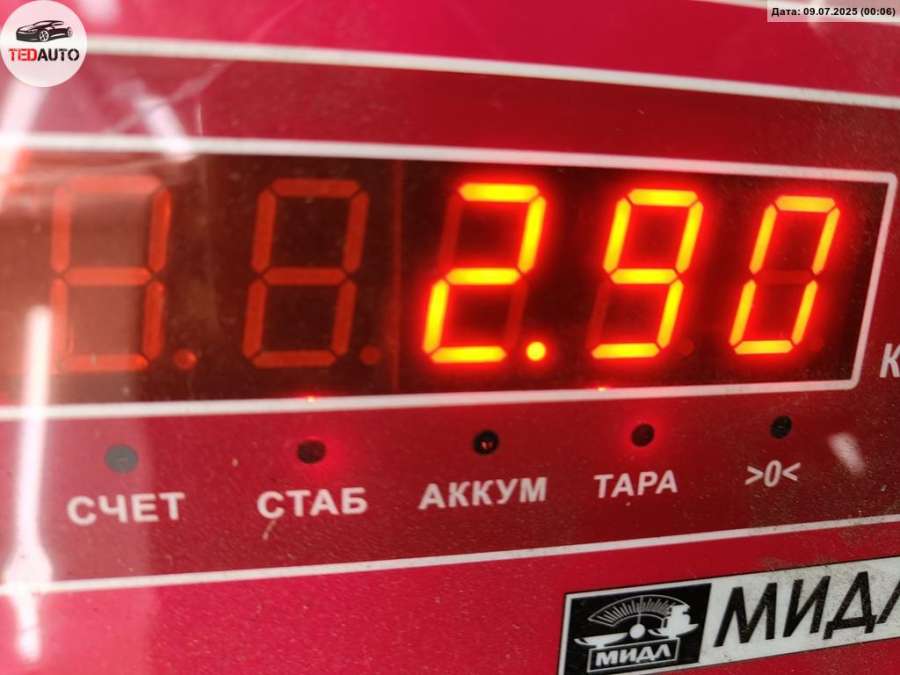 Дата: 09.07.2025 (00:06)
TEDAUTO
2.90
К
СЧЕТ СТАБ АККУМ ТАРА >0<
МИДЛ
МИДЛ